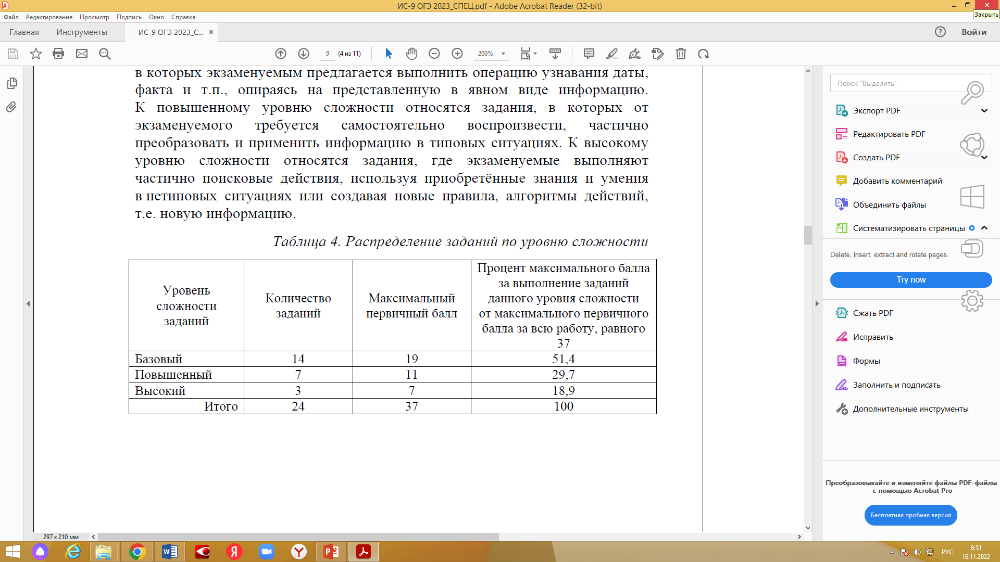 ИС-9 ОГЭ 2023_СПЕЦ.pdf - Adobe Acrobat Reader (32-bit)
Закрыть
Файл Редактирование Просмотр Подпись Окно Справка
Главная Инструменты ИС-9 ОГЭ 2023_С... × Войти
9 (4 из 11) 200%
в которых экзаменуемым предлагается выполнить операцию узнавания даты,
факта и т.п., опираясь на представленную в явном виде информацию.
К повышенному уровню сложности относятся задания, в которых от
экзаменуемого требуется самостоятельно воспроизвести, частично
преобразовать и применить информацию в типовых ситуациях. К высокому
уровню сложности относятся задания, где экзаменуемые выполняют
частично поисковые действия, используя приобретённые знания и умения
в нетиповых ситуациях или создавая новые правила, алгоритмы действий,
т.е. новую информацию.
Таблица 4. Распределение заданий по уровню сложности
Уровень
сложности
заданий
Количество
заданий
Максимальный
первичный балл
Процент максимального балла
за выполнение заданий
данного уровня сложности
от максимального первичного
балла за всю работу, равного
37
Базовый 14 19 51,4
Повышенный 7 11 29,7
Высокий 3 7 18,9
Итого 24 37 100
297 x 210 мм
Поиск "Выделить"
Экспорт PDF
Редактировать PDF
Создать PDF
Добавить комментарий
Объединить файлы
Систематизировать страницы
Delete, insert, extract and rotate pages.
Try now
Сжать PDF
Исправить
Формы
Заполнить и подписать
Дополнительные инструменты
Преобразовывайте и изменяйте файлы PDF-файлы
с помощью Acrobat Pro
Бесплатная пробная версия
РУС
8:51
16.11.2022